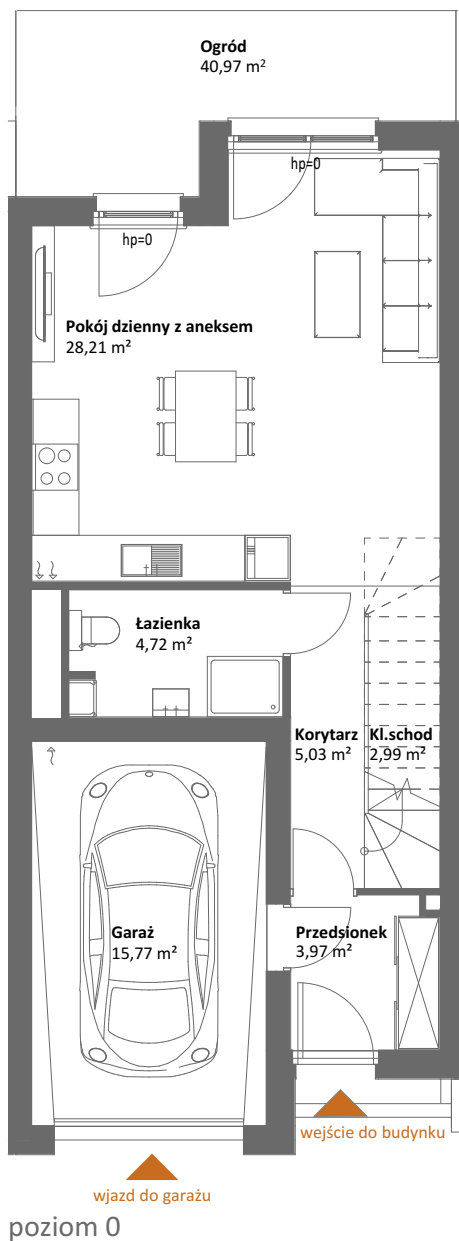 Ogród
40,97 m²
hp=0
hp=0
Pokój dzienny z aneksem
28,21 m²
Łazienka
4,72 m²
Korytarz
5,03 m²
Kl.schod
2,99 m²
Garaż
15,77 m²
Przedsionek
3,97 m²
wejście do budynku
wjazd do garażu
poziom 0